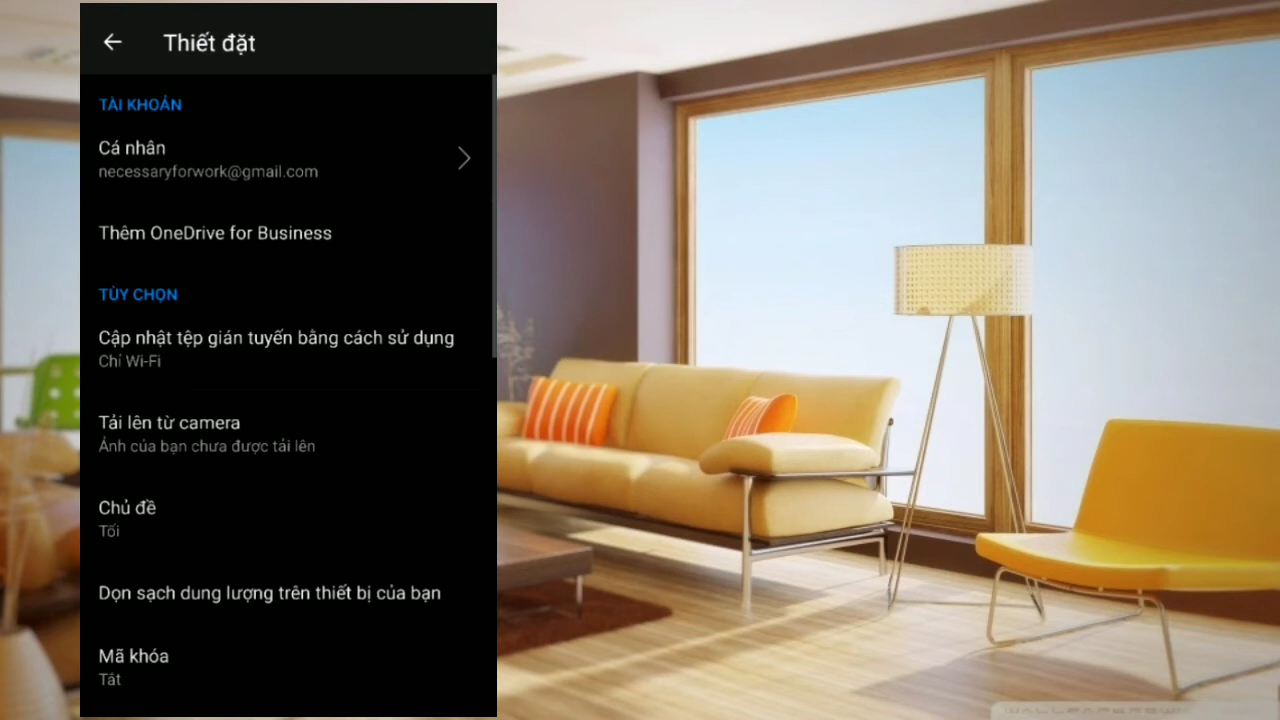 Thiết đặt
TÀI KHOẢN
Cá nhân
necessaryforwork@gmail.com
Thêm OneDrive for Business
TÙY CHỌN
Cập nhật tệp gián tuyến bằng cách sử dụng
Chỉ Wi-Fi
Tải lên từ camera
Ảnh của bạn chưa được tải lên
Chủ đề
Tối
Dọn sạch dung lượng trên thiết bị của bạn
Mã khóa
Tắt